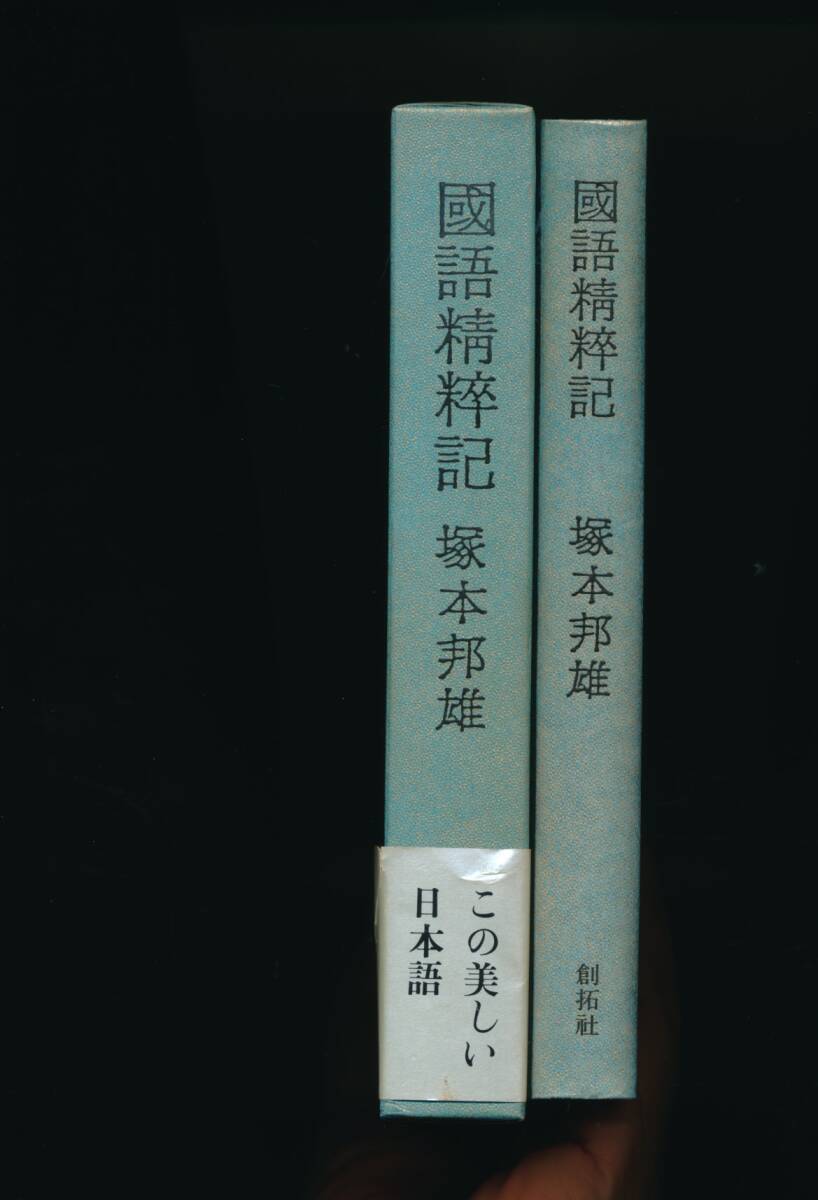 國語精粹記
塚本邦雄
この美しい
日本語
國語精粹記
塚本邦雄
創拓社